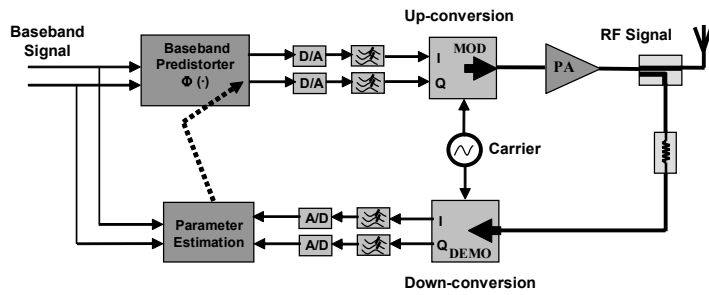 Up-conversion
Baseband
Signal
Baseband
Predistorter
Φ (·)
D/A
D/A
I
Q
MOD
PA
RF Signal
Carrier
Parameter
Estimation
A/D
A/D
I
Q
DEMO
Down-conversion